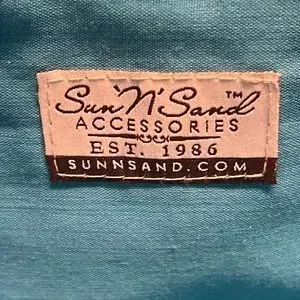 Sun 'N' Sand™
ACCESSORIES
EST. 1986
SUNNSAND.COM